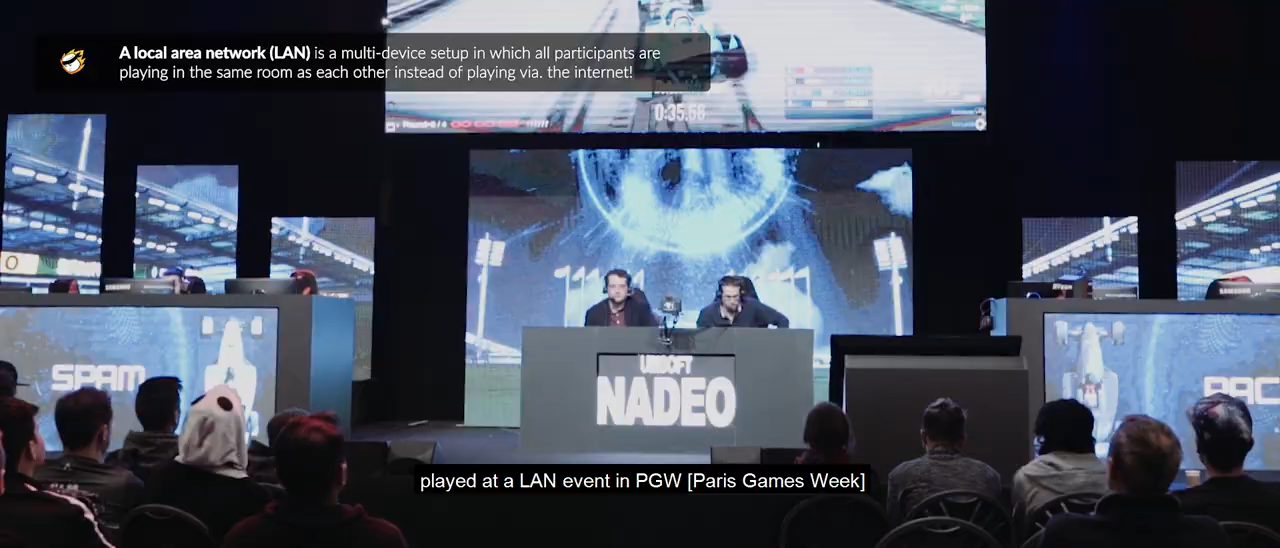 A local area network (LAN) is a multi-device setup in which all participants are
playing in the same room as each other instead of playing via. the internet!
0:35.68
0
SPAM
UBISOFT
NADEO
PAC
played at a LAN event in PGW [Paris Games Week]